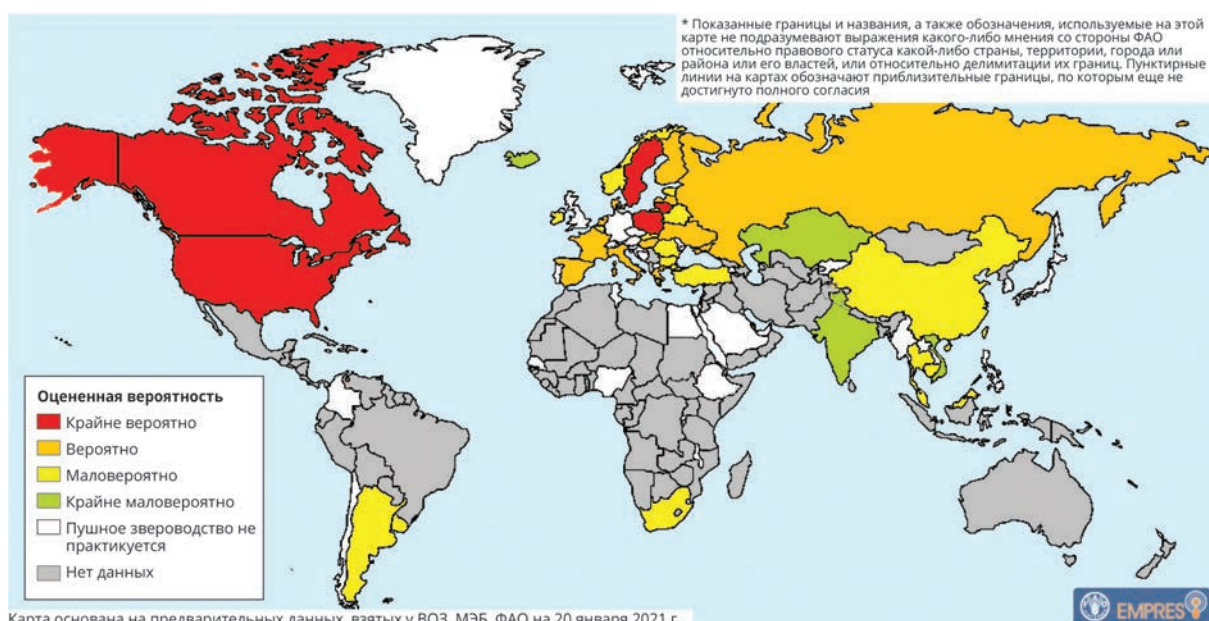 * Показанные границы и названия, а также обозначения, используемые на этой
карте не подразумевают выражения какого-либо мнения со стороны ФАО
относительно правового статуса какой-либо страны, территории, города или
района или его властей, или относительно делимитации их границ. Пунктирные
линии на картах обозначают приблизительные границы, по которым еще не
достигнуто полного согласия
Оцененная вероятность
Крайне вероятно
Вероятно
Маловероятно
Крайне маловероятно
Пушное звероводство не
практикуется
Нет данных
Карта основана на предварительных данных, взятых у ВОЗ, МЭБ, ФАО на 20 января 2021 г.
EMPRES